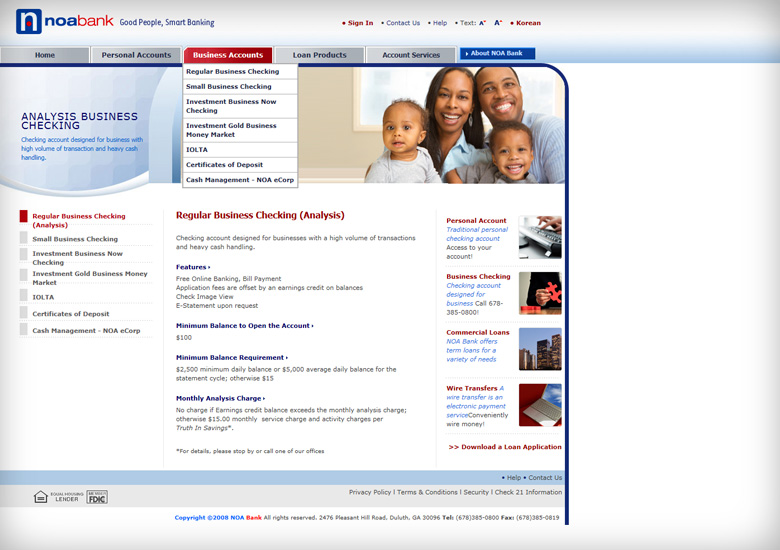 noabank Good People, Smart Banking
• Sign In • Contact Us • Help • Text: A- A+ • Korean
Home Personal Accounts Business Accounts Loan Products Account Services About NOA Bank
Regular Business Checking
Small Business Checking
Investment Business Now
Checking
Investment Gold Business
Money Market
IOLTA
Certificates of Deposit
Cash Management - NOA eCorp
ANALYSIS BUSINESS
CHECKING
Checking account designed for business with
high volume of transaction and heavy cash
handling.
Regular Business Checking
(Analysis)
Small Business Checking
Investment Business Now
Checking
Investment Gold Business Money
Market
IOLTA
Certificates of Deposit
Cash Management - NOA eCorp
Regular Business Checking (Analysis)
Checking account designed for businesses with a high volume of transactions
and heavy cash handling.
Features ›
Free Online Banking, Bill Payment
Application fees are offset by an earnings credit on balances
Check Image View
E-Statement upon request
Minimum Balance to Open the Account ›
$100
Minimum Balance Requirement ›
$2,500 minimum daily balance or $5,000 average daily balance for the
statement cycle; otherwise $15
Monthly Analysis Charge ›
No charge if Earnings credit balance exceeds the monthly analysis charge;
otherwise $15.00 monthly service charge and activity charges per
Truth In Savings*.
*For details, please stop by or call one of our offices
Personal Account
Traditional personal
checking account
Access to your
account!
Business Checking
Checking account
designed for
business Call 678-
385-0800!
Commercial Loans
NOA Bank offers
term loans for a
variety of needs
Wire Transfers A
wire transfer is an
electronic payment
serviceConveniently
wire money!
>> Download a Loan Application
• Help • Contact Us
EQUAL HOUSING
LENDER
MEMBER
FDIC
Privacy Policy | Terms & Conditions | Security | Check 21 Information
Copyright ©2008 NOA Bank All rights reserved. 2476 Pleasant Hill Road, Duluth, GA 30096 Tel: (678)385-0800 Fax: (678)385-0819